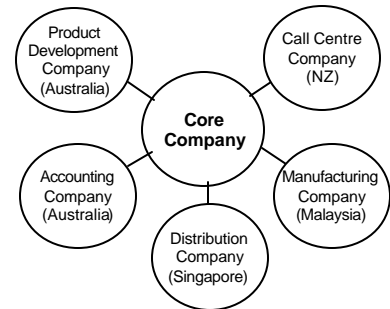 Product
Development
Company
(Australia)
Call Centre
Company
(NZ)
Core
Company
Accounting
Company
(Australia)
Manufacturing
Company
(Malaysia)
Distribution
Company
(Singapore)